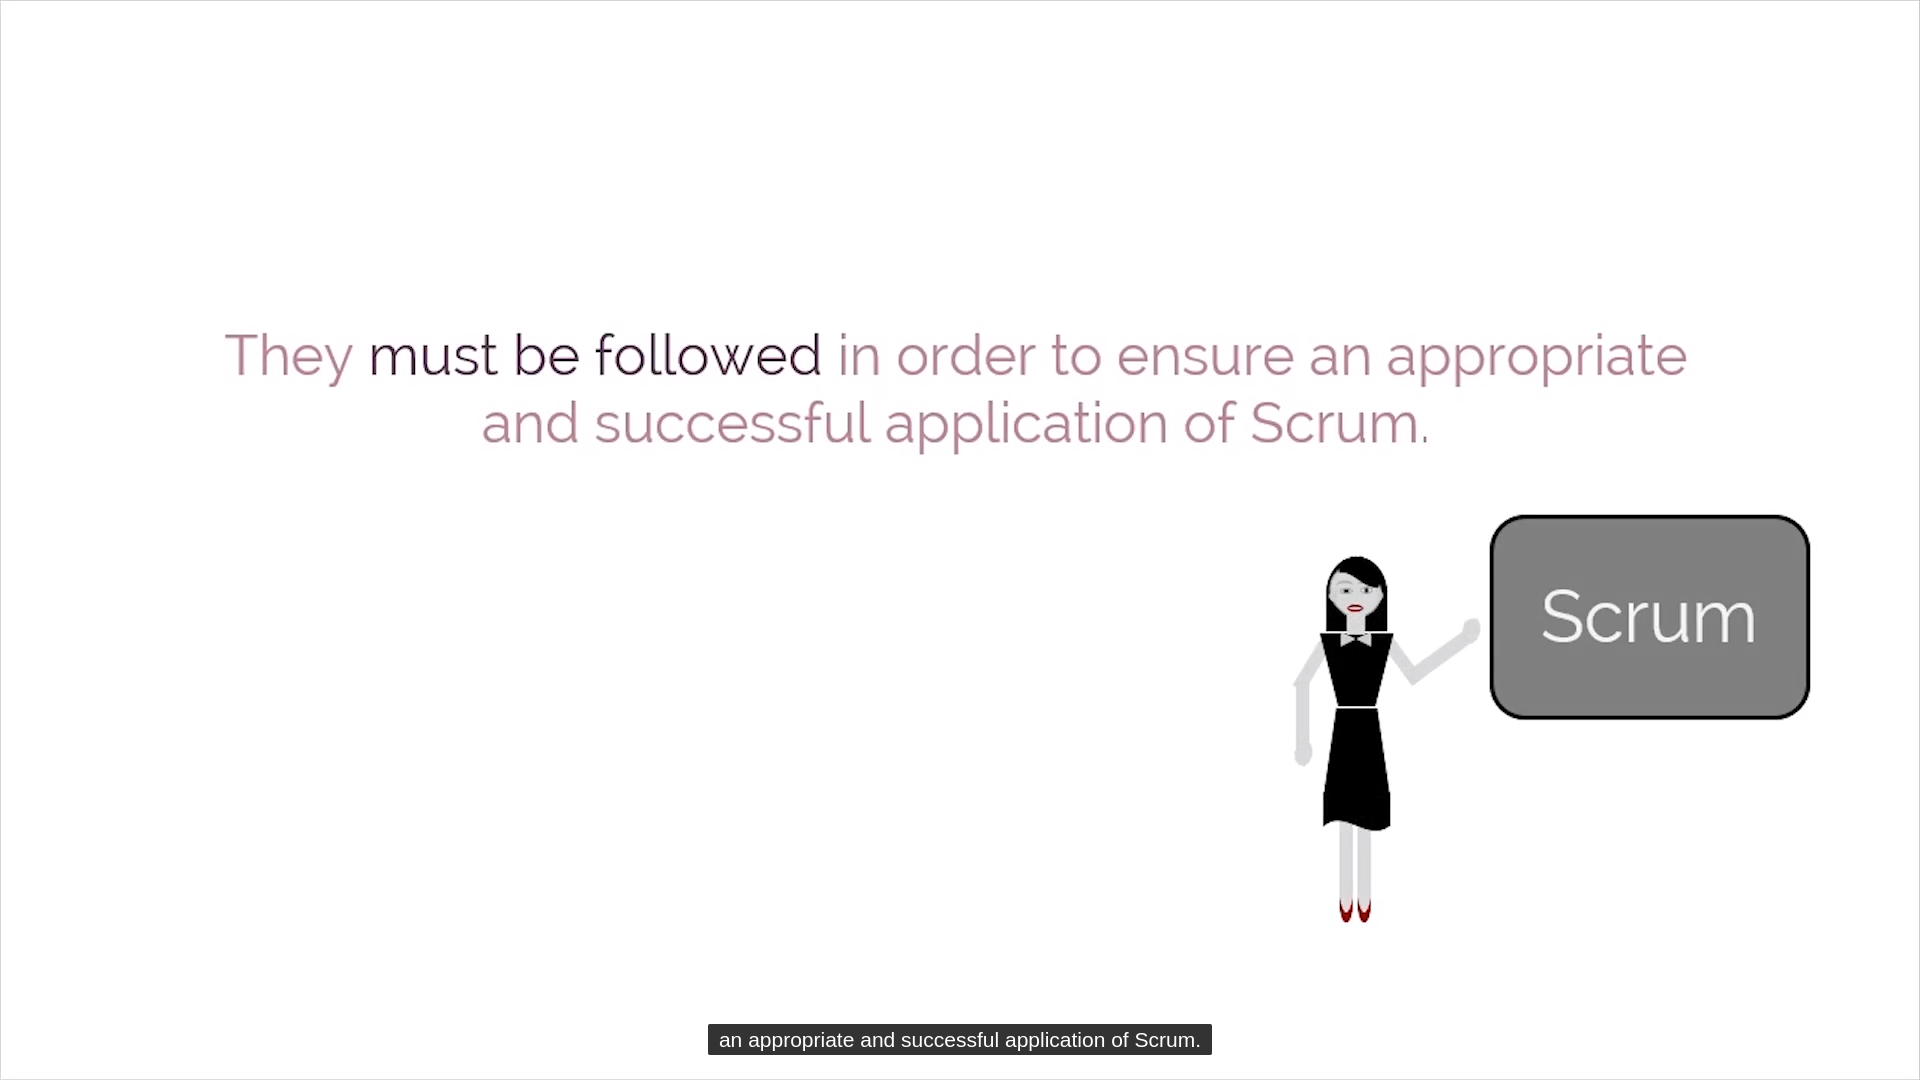 They must be followed in order to ensure an appropriate
and successful application of Scrum.
Scrum
an appropriate and successful application of Scrum.